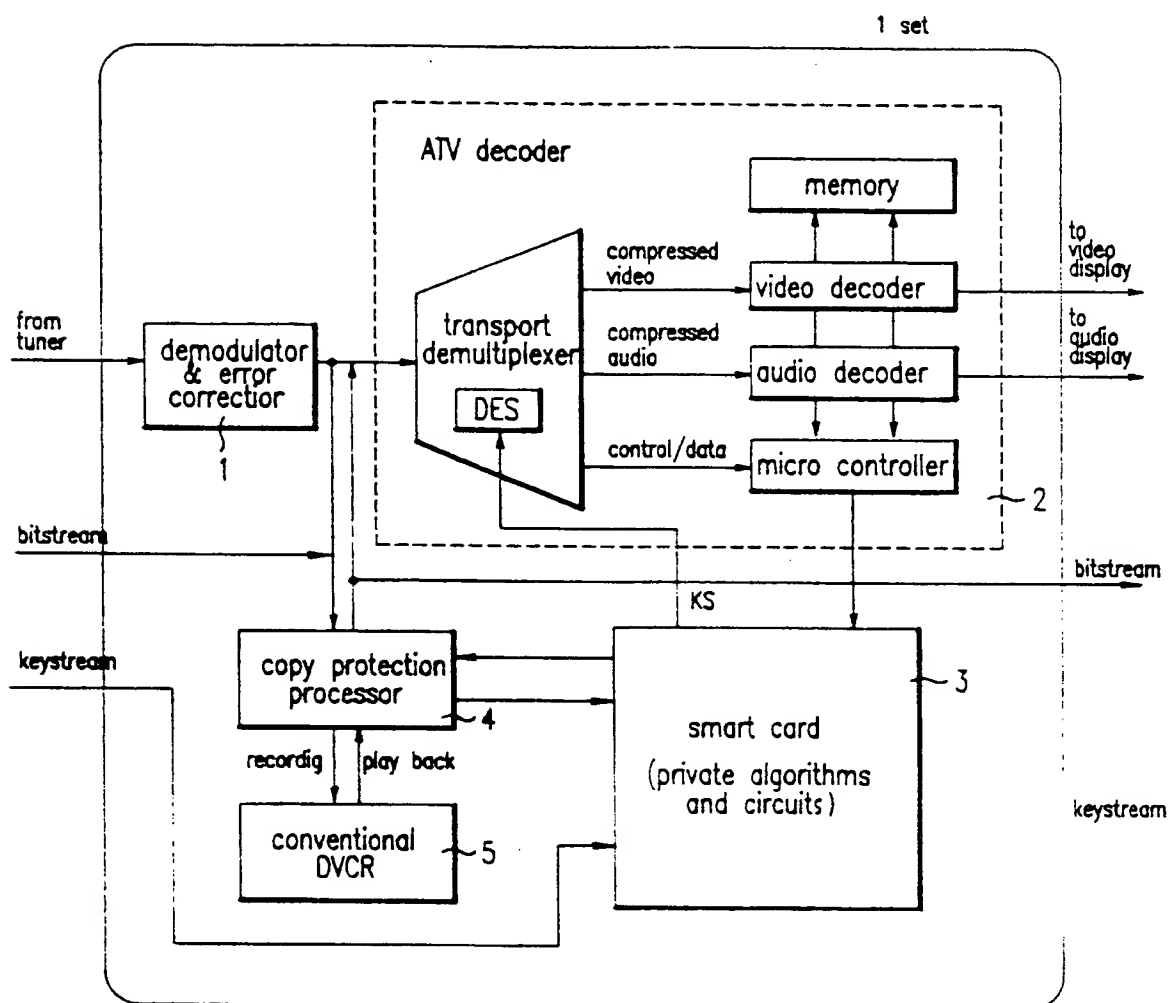 1 set
ATV decoder
memory
compressed
video
video decoder
to
video
display
from
tuner
demodulator
& error
correctior
1
transport
demultiplexer
DES
compressed
audio
audio decoder
to
audio
display
control/data
micro controller
2
bitstream
bitstream
KS
keystream
copy protection
processor
4
3
smart card
(private algorithms
and circuits)
recordig
play back
keystream
conventional
DVCR
5